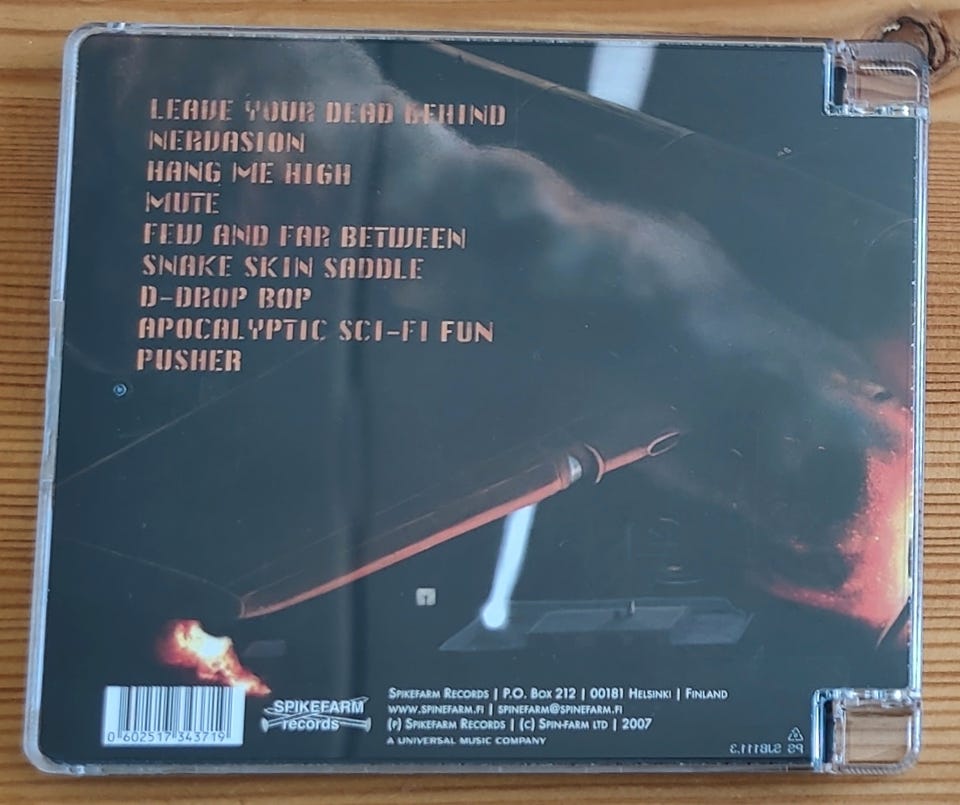 LEAVE YOUR DEAD BEHIND
NERVASION
HANG ME HIGH
MUTE
FEW AND FAR BETWEEN
SNAKE SKIN SADDLE
D-DROP BOP
APOCALYPTIC SCI-FI FUN
PUSHER
0 602517 343719
SPIKEFARM
records
SPIKEFARM RECORDS | P.O. BOX 212 | 00181 HELSINKI | FINLAND
WWW.SPINEFARM.FI | SPINEFARM@SPINEFARM.FI
(P) SPIKEFARM RECORDS | (C) SPIN-FARM LTD | 2007
A UNIVERSAL MUSIC COMPANY